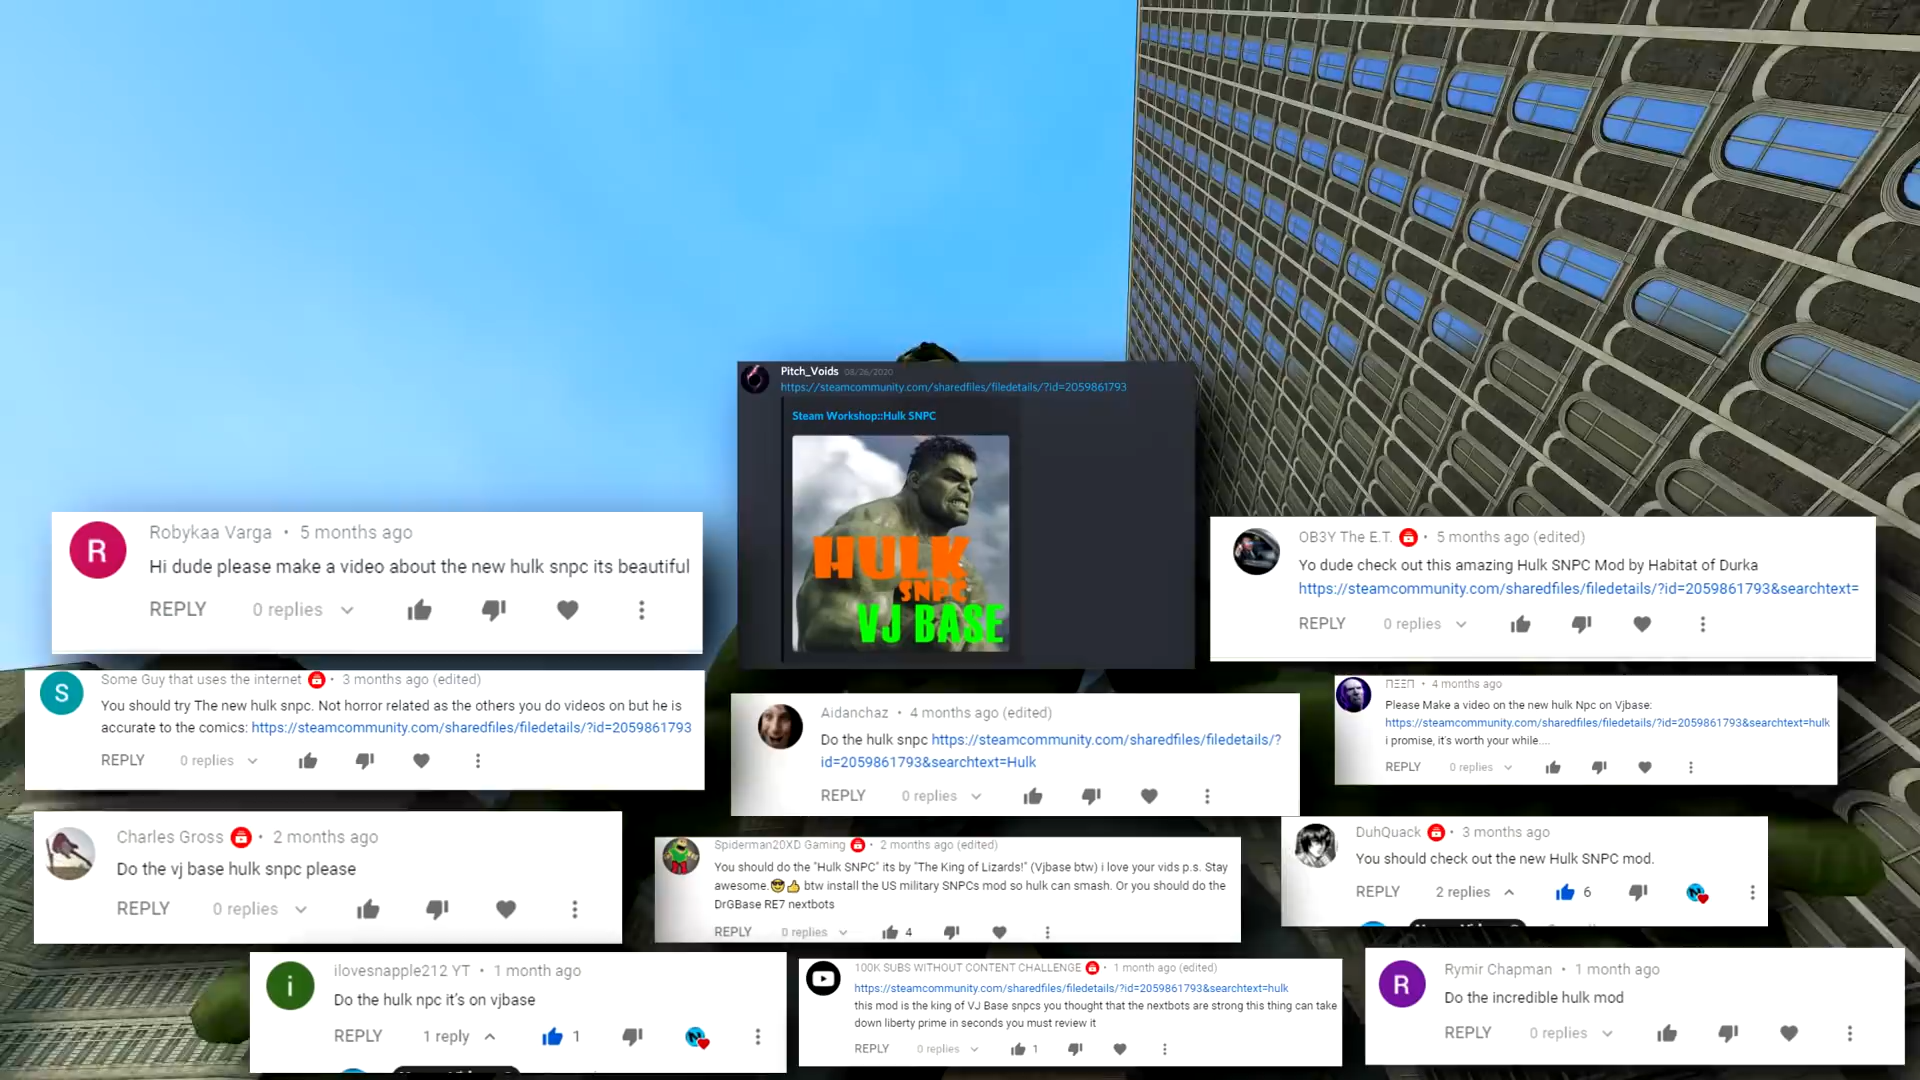 Pitch_Voids 08/26/2020
https://steamcommunity.com/sharedfiles/filedetails/?id=2059861793
Steam Workshop::Hulk SNPC
HULK
SNPC
VJ BASE
R
Robykaa Varga • 5 months ago
Hi dude please make a video about the new hulk snpc its beautiful
REPLY 0 replies
OB3Y The E.T. • 5 months ago (edited)
Yo dude check out this amazing Hulk SNPC Mod by Habitat of Durka
https://steamcommunity.com/sharedfiles/filedetails/?id=2059861793&searchtext=
REPLY 0 replies
S
Some Guy that uses the internet • 3 months ago (edited)
You should try The new hulk snpc. Not horror related as the others you do videos on but he is
accurate to the comics: https://steamcommunity.com/sharedfiles/filedetails/?id=2059861793
REPLY 0 replies
Aidanchaz • 4 months ago (edited)
Do the hulk snpc https://steamcommunity.com/sharedfiles/filedetails/?
id=2059861793&searchtext=Hulk
REPLY 0 replies
ΠΞΞΠ • 4 months ago
Please Make a video on the new hulk Npc on Vjbase:
https://steamcommunity.com/sharedfiles/filedetails/?id=2059861793&searchtext=hulk
i promise, it's worth your while....
REPLY 0 replies
Charles Gross • 2 months ago
Do the vj base hulk snpc please
REPLY 0 replies
Spiderman20XD Gaming • 2 months ago (edited)
You should do the "Hulk SNPC" its by "The King of Lizards!" (Vjbase btw) i love your vids p.s. Stay
awesome.😎👍 btw install the US military SNPCs mod so hulk can smash. Or you should do the
DrGBase RE7 nextbots
REPLY 0 replies 4
DuhQuack • 3 months ago
You should check out the new Hulk SNPC mod.
REPLY 2 replies 6
i
ilovesnapple212 YT • 1 month ago
Do the hulk npc it's on vjbase
REPLY 1 reply 1
100K SUBS WITHOUT CONTENT CHALLENGE • 1 month ago (edited)
https://steamcommunity.com/sharedfiles/filedetails/?id=2059861793&searchtext=hulk
this mod is the king of VJ Base snpcs you thought that the nextbots are strong this thing can take
down liberty prime in seconds you must review it
REPLY 0 replies 1
R
Rymir Chapman • 1 month ago
Do the incredible hulk mod
REPLY 0 replies